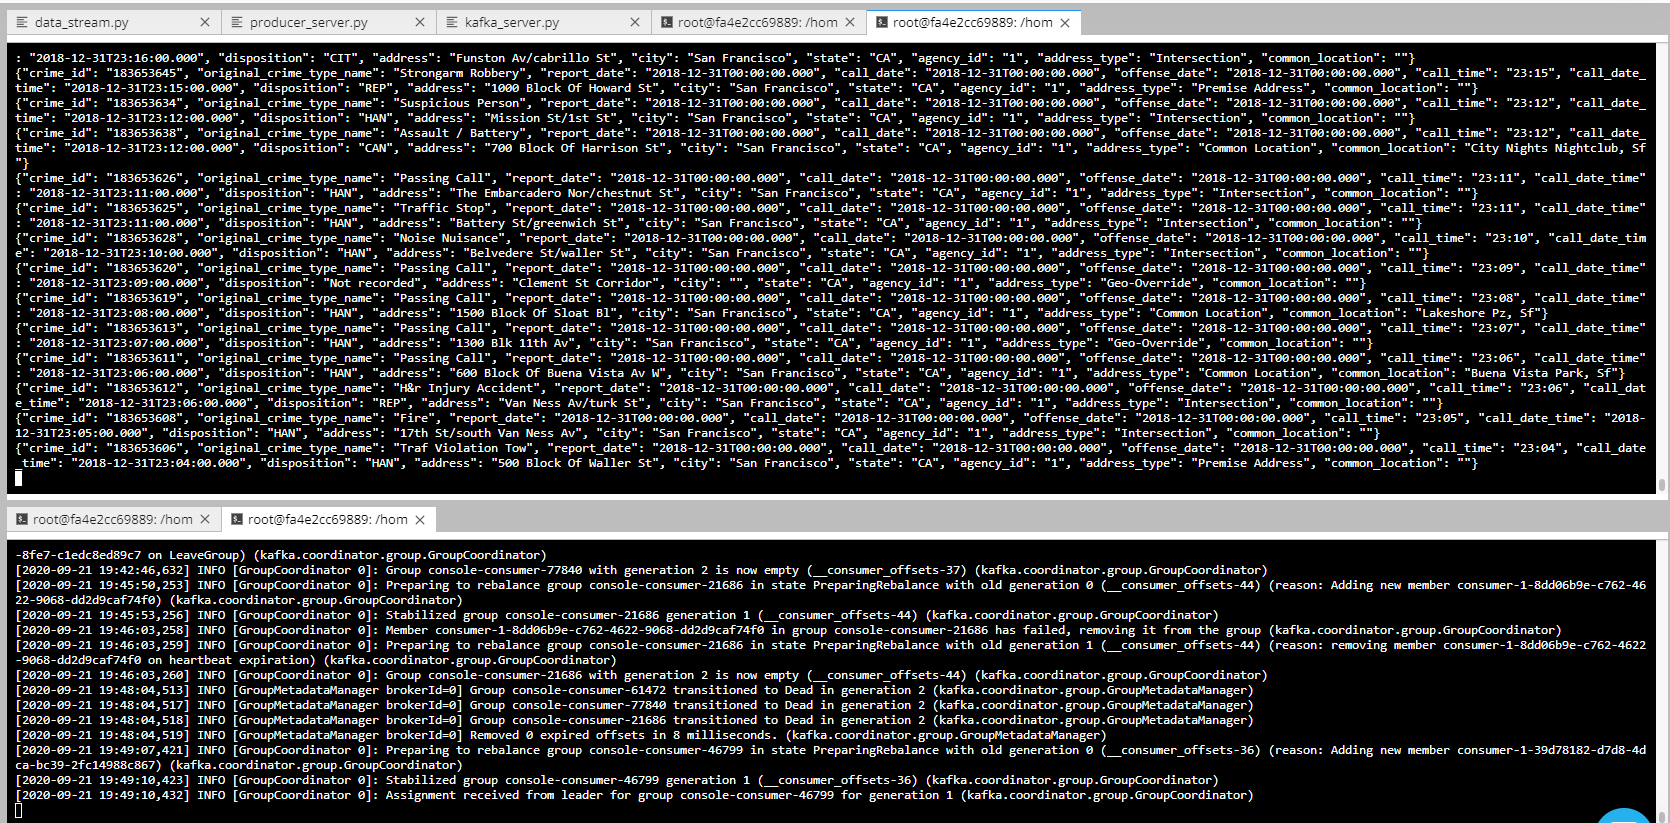 data_stream.py × producer_server.py × kafka_server.py × root@fa4e2cc69889: /hom × root@fa4e2cc69889: /hom ×
: "2018-12-31T23:16:00.000", "disposition": "CIT", "address": "Funston Av/cabrillo St", "city": "San Francisco", "state": "CA", "agency_id": "1", "address_type": "Intersection", "common_location": ""}
{"crime_id": "183653645", "original_crime_type_name": "Strongarm Robbery", "report_date": "2018-12-31T00:00:00.000", "call_date": "2018-12-31T00:00:00.000", "offense_date": "2018-12-31T00:00:00.000", "call_time": "23:15", "call_date_
time": "2018-12-31T23:15:00.000", "disposition": "REP", "address": "1000 Block Of Howard St", "city": "San Francisco", "state": "CA", "agency_id": "1", "address_type": "Premise Address", "common_location": ""}
{"crime_id": "183653634", "original_crime_type_name": "Suspicious Person", "report_date": "2018-12-31T00:00:00.000", "call_date": "2018-12-31T00:00:00.000", "offense_date": "2018-12-31T00:00:00.000", "call_time": "23:12", "call_date_
time": "2018-12-31T23:12:00.000", "disposition": "HAN", "address": "Mission St/1st St", "city": "San Francisco", "state": "CA", "agency_id": "1", "address_type": "Intersection", "common_location": ""}
{"crime_id": "183653638", "original_crime_type_name": "Assault / Battery", "report_date": "2018-12-31T00:00:00.000", "call_date": "2018-12-31T00:00:00.000", "offense_date": "2018-12-31T00:00:00.000", "call_time": "23:12", "call_date_
time": "2018-12-31T23:12:00.000", "disposition": "CAN", "address": "700 Block Of Harrison St", "city": "San Francisco", "state": "CA", "agency_id": "1", "address_type": "Common Location", "common_location": "City Nights Nightclub, Sf
"}
{"crime_id": "183653626", "original_crime_type_name": "Passing Call", "report_date": "2018-12-31T00:00:00.000", "call_date": "2018-12-31T00:00:00.000", "offense_date": "2018-12-31T00:00:00.000", "call_time": "23:11", "call_date_time"
: "2018-12-31T23:11:00.000", "disposition": "HAN", "address": "The Embarcadero Nor/chestnut St", "city": "San Francisco", "state": "CA", "agency_id": "1", "address_type": "Intersection", "common_location": ""}
{"crime_id": "183653625", "original_crime_type_name": "Traffic Stop", "report_date": "2018-12-31T00:00:00.000", "call_date": "2018-12-31T00:00:00.000", "offense_date": "2018-12-31T00:00:00.000", "call_time": "23:11", "call_date_time"
: "2018-12-31T23:11:00.000", "disposition": "HAN", "address": "Battery St/greenwich St", "city": "San Francisco", "state": "CA", "agency_id": "1", "address_type": "Intersection", "common_location": ""}
{"crime_id": "183653628", "original_crime_type_name": "Noise Nuisance", "report_date": "2018-12-31T00:00:00.000", "call_date": "2018-12-31T00:00:00.000", "offense_date": "2018-12-31T00:00:00.000", "call_time": "23:10", "call_date_tim
e": "2018-12-31T23:10:00.000", "disposition": "HAN", "address": "Belvedere St/waller St", "city": "San Francisco", "state": "CA", "agency_id": "1", "address_type": "Intersection", "common_location": ""}
{"crime_id": "183653620", "original_crime_type_name": "Passing Call", "report_date": "2018-12-31T00:00:00.000", "call_date": "2018-12-31T00:00:00.000", "offense_date": "2018-12-31T00:00:00.000", "call_time": "23:09", "call_date_time"
: "2018-12-31T23:09:00.000", "disposition": "Not recorded", "address": "Clement St Corridor", "city": "", "state": "CA", "agency_id": "1", "address_type": "Geo-Override", "common_location": ""}
{"crime_id": "183653619", "original_crime_type_name": "Passing Call", "report_date": "2018-12-31T00:00:00.000", "call_date": "2018-12-31T00:00:00.000", "offense_date": "2018-12-31T00:00:00.000", "call_time": "23:08", "call_date_time"
: "2018-12-31T23:08:00.000", "disposition": "HAN", "address": "1500 Block Of Sloat Bl", "city": "San Francisco", "state": "CA", "agency_id": "1", "address_type": "Common Location", "common_location": "Lakeshore Pz, Sf"}
{"crime_id": "183653613", "original_crime_type_name": "Passing Call", "report_date": "2018-12-31T00:00:00.000", "call_date": "2018-12-31T00:00:00.000", "offense_date": "2018-12-31T00:00:00.000", "call_time": "23:07", "call_date_time"
: "2018-12-31T23:07:00.000", "disposition": "HAN", "address": "1300 Blk 11th Av", "city": "San Francisco", "state": "CA", "agency_id": "1", "address_type": "Geo-Override", "common_location": ""}
{"crime_id": "183653611", "original_crime_type_name": "Passing Call", "report_date": "2018-12-31T00:00:00.000", "call_date": "2018-12-31T00:00:00.000", "offense_date": "2018-12-31T00:00:00.000", "call_time": "23:06", "call_date_time"
: "2018-12-31T23:06:00.000", "disposition": "HAN", "address": "600 Block Of Buena Vista Av W", "city": "San Francisco", "state": "CA", "agency_id": "1", "address_type": "Common Location", "common_location": "Buena Vista Park, Sf"}
{"crime_id": "183653612", "original_crime_type_name": "H&r Injury Accident", "report_date": "2018-12-31T00:00:00.000", "call_date": "2018-12-31T00:00:00.000", "offense_date": "2018-12-31T00:00:00.000", "call_time": "23:06", "call_dat
e_time": "2018-12-31T23:06:00.000", "disposition": "REP", "address": "Van Ness Av/turk St", "city": "San Francisco", "state": "CA", "agency_id": "1", "address_type": "Intersection", "common_location": ""}
{"crime_id": "183653608", "original_crime_type_name": "Fire", "report_date": "2018-12-31T00:00:00.000", "call_date": "2018-12-31T00:00:00.000", "offense_date": "2018-12-31T00:00:00.000", "call_time": "23:05", "call_date_time": "2018-
12-31T23:05:00.000", "disposition": "HAN", "address": "17th St/south Van Ness Av", "city": "San Francisco", "state": "CA", "agency_id": "1", "address_type": "Intersection", "common_location": ""}
{"crime_id": "183653606", "original_crime_type_name": "Traf Violation Tow", "report_date": "2018-12-31T00:00:00.000", "call_date": "2018-12-31T00:00:00.000", "offense_date": "2018-12-31T00:00:00.000", "call_time": "23:04", "call_date
_time": "2018-12-31T23:04:00.000", "disposition": "HAN", "address": "500 Block Of Waller St", "city": "San Francisco", "state": "CA", "agency_id": "1", "address_type": "Premise Address", "common_location": ""}
root@fa4e2cc69889: /hom × root@fa4e2cc69889: /hom ×
-8fe7-c1edc8ed89c7 on LeaveGroup) (kafka.coordinator.group.GroupCoordinator)
[2020-09-21 19:42:46,632] INFO [GroupCoordinator 0]: Group console-consumer-77840 with generation 2 is now empty (__consumer_offsets-37) (kafka.coordinator.group.GroupCoordinator)
[2020-09-21 19:45:50,253] INFO [GroupCoordinator 0]: Preparing to rebalance group console-consumer-21686 in state PreparingRebalance with old generation 0 (__consumer_offsets-44) (reason: Adding new member consumer-1-8dd06b9e-c762-46
22-9068-dd2d9caf74f0) (kafka.coordinator.group.GroupCoordinator)
[2020-09-21 19:45:53,256] INFO [GroupCoordinator 0]: Stabilized group console-consumer-21686 generation 1 (__consumer_offsets-44) (kafka.coordinator.group.GroupCoordinator)
[2020-09-21 19:46:03,258] INFO [GroupCoordinator 0]: Member consumer-1-8dd06b9e-c762-4622-9068-dd2d9caf74f0 in group console-consumer-21686 has failed, removing it from the group (kafka.coordinator.group.GroupCoordinator)
[2020-09-21 19:46:03,259] INFO [GroupCoordinator 0]: Preparing to rebalance group console-consumer-21686 in state PreparingRebalance with old generation 1 (__consumer_offsets-44) (reason: removing member consumer-1-8dd06b9e-c762-4622
-9068-dd2d9caf74f0 on heartbeat expiration) (kafka.coordinator.group.GroupCoordinator)
[2020-09-21 19:46:03,260] INFO [GroupCoordinator 0]: Group console-consumer-21686 with generation 2 is now empty (__consumer_offsets-44) (kafka.coordinator.group.GroupCoordinator)
[2020-09-21 19:48:04,513] INFO [GroupMetadataManager brokerId=0] Group console-consumer-61472 transitioned to Dead in generation 2 (kafka.coordinator.group.GroupMetadataManager)
[2020-09-21 19:48:04,517] INFO [GroupMetadataManager brokerId=0] Group console-consumer-77840 transitioned to Dead in generation 2 (kafka.coordinator.group.GroupMetadataManager)
[2020-09-21 19:48:04,518] INFO [GroupMetadataManager brokerId=0] Group console-consumer-21686 transitioned to Dead in generation 2 (kafka.coordinator.group.GroupMetadataManager)
[2020-09-21 19:48:04,519] INFO [GroupMetadataManager brokerId=0] Removed 0 expired offsets in 8 milliseconds. (kafka.coordinator.group.GroupMetadataManager)
[2020-09-21 19:49:07,421] INFO [GroupCoordinator 0]: Preparing to rebalance group console-consumer-46799 in state PreparingRebalance with old generation 0 (__consumer_offsets-36) (reason: Adding new member consumer-1-39d78182-d7d8-4d
ca-bc39-2fc14988c867) (kafka.coordinator.group.GroupCoordinator)
[2020-09-21 19:49:10,423] INFO [GroupCoordinator 0]: Stabilized group console-consumer-46799 generation 1 (__consumer_offsets-36) (kafka.coordinator.group.GroupCoordinator)
[2020-09-21 19:49:10,432] INFO [GroupCoordinator 0]: Assignment received from leader for group console-consumer-46799 for generation 1 (kafka.coordinator.group.GroupCoordinator)